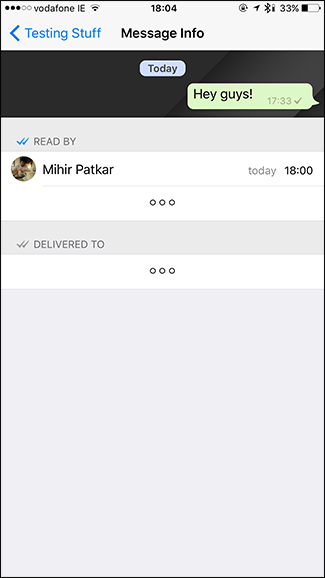 vodafone IE 18:04 33%
Testing Stuff Message Info
Today
Hey guys!
17:33
READ BY
Mihir Patkar today 18:00
DELIVERED TO